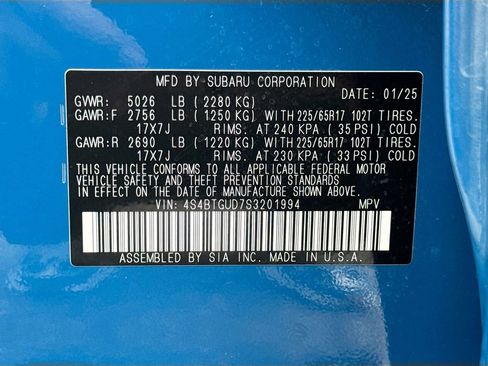 MFD BY SUBARU CORPORATION
DATE: 01/25
GVWR: 5026 LB (2280 KG)
GAWR:F 2756 LB (1250 KG) WITH 225/65R17 102T TIRES.
17X7J RIMS. AT 240 KPA (35 PSI) COLD
GAWR:R 2690 LB (1220 KG) WITH 225/65R17 102T TIRES.
17X7J RIMS. AT 230 KPA (33 PSI) COLD
THIS VEHICLE CONFORMS TO ALL APPLICABLE FEDERAL MOTOR
VEHICLE SAFETY AND THEFT PREVENTION STANDARDS
IN EFFECT ON THE DATE OF MANUFACTURE SHOWN ABOVE.
VIN: 4S4BTGUD7S3201994 MPV
ASSEMBLED BY SIA INC. MADE IN U.S.A.